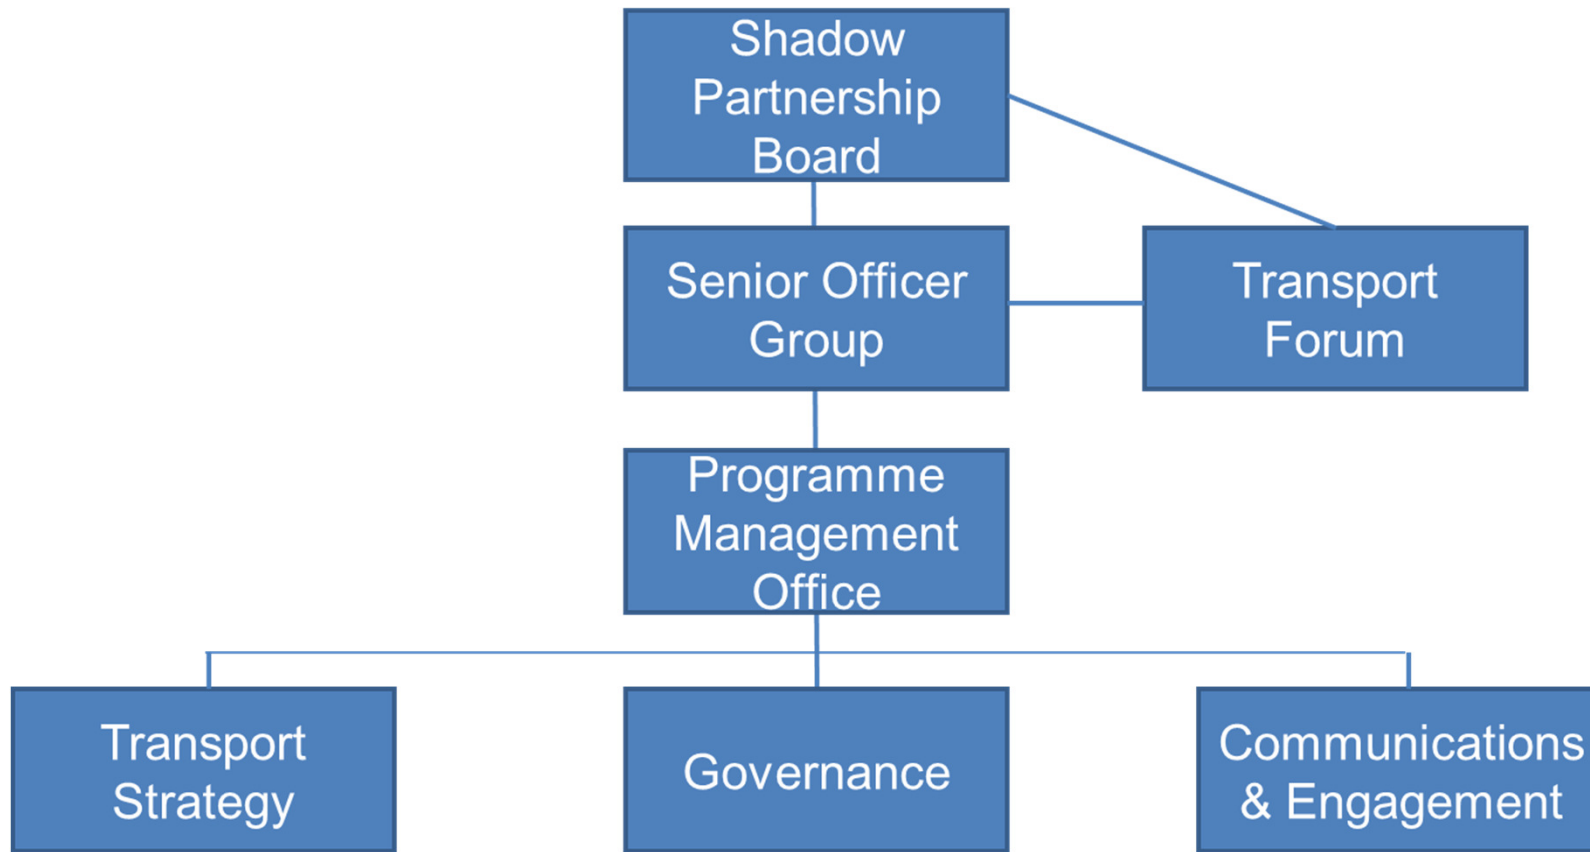 Shadow
Partnership
Board
Senior Officer
Group
Transport
Forum
Programme
Management
Office
Transport
Strategy
Governance
Communications
& Engagement